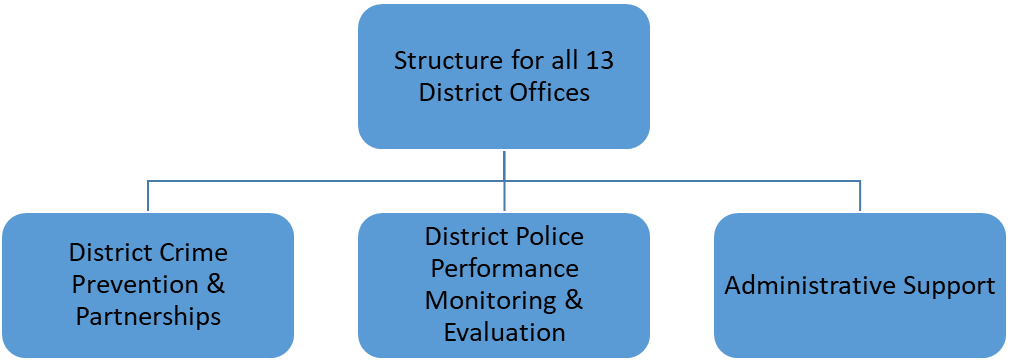 Structure for all 13
District Offices
District Crime
Prevention &
Partnerships
District Police
Performance
Monitoring &
Evaluation
Administrative Support